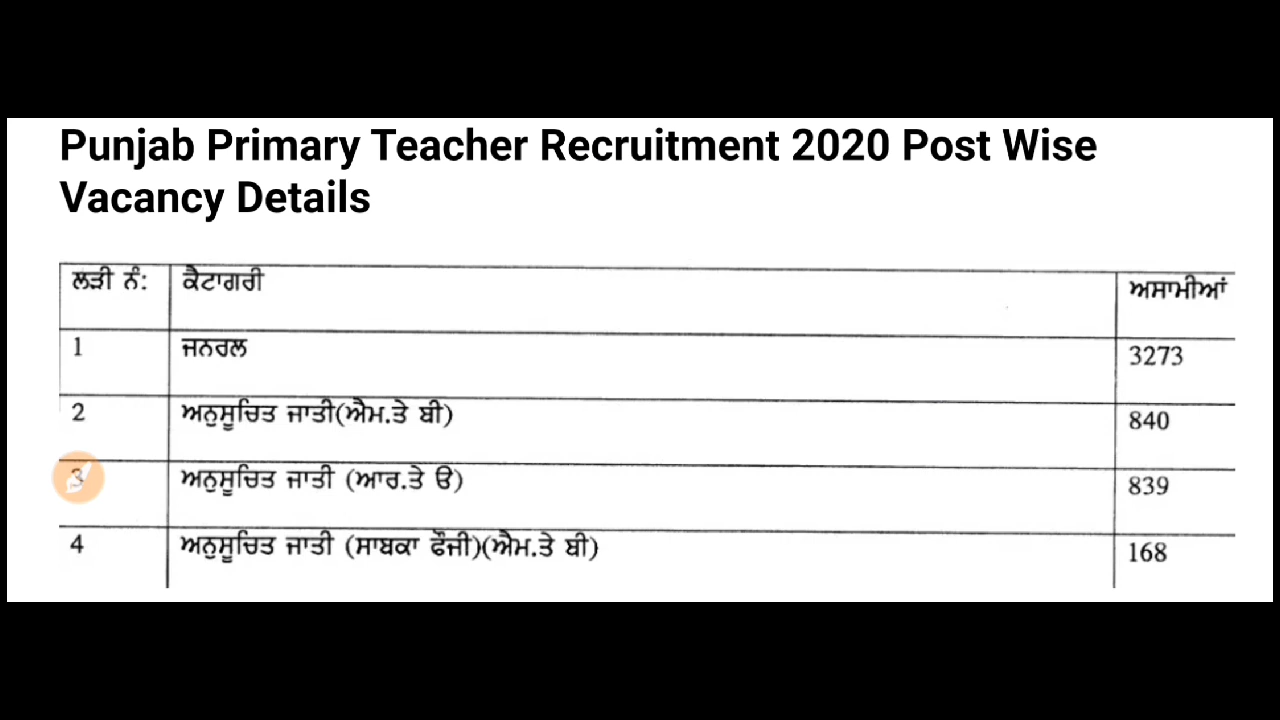 Punjab Primary Teacher Recruitment 2020 Post Wise
Vacancy Details
ਲੜੀ ਨੰ: ਕੈਟਾਗਰੀ ਅਸਾਮੀਆਂ
1 ਜਨਰਲ 3273
2 ਅਨੁਸੂਚਿਤ ਜਾਤੀ(ਐਮ.ਤੇ ਬੀ) 840
3 ਅਨੁਸੂਚਿਤ ਜਾਤੀ (ਆਰ.ਤੇ ੳ) 839
4 ਅਨੁਸੂਚਿਤ ਜਾਤੀ (ਸਾਬਕਾ ਫੌਜੀ)(ਐਮ.ਤੇ ਬੀ) 168